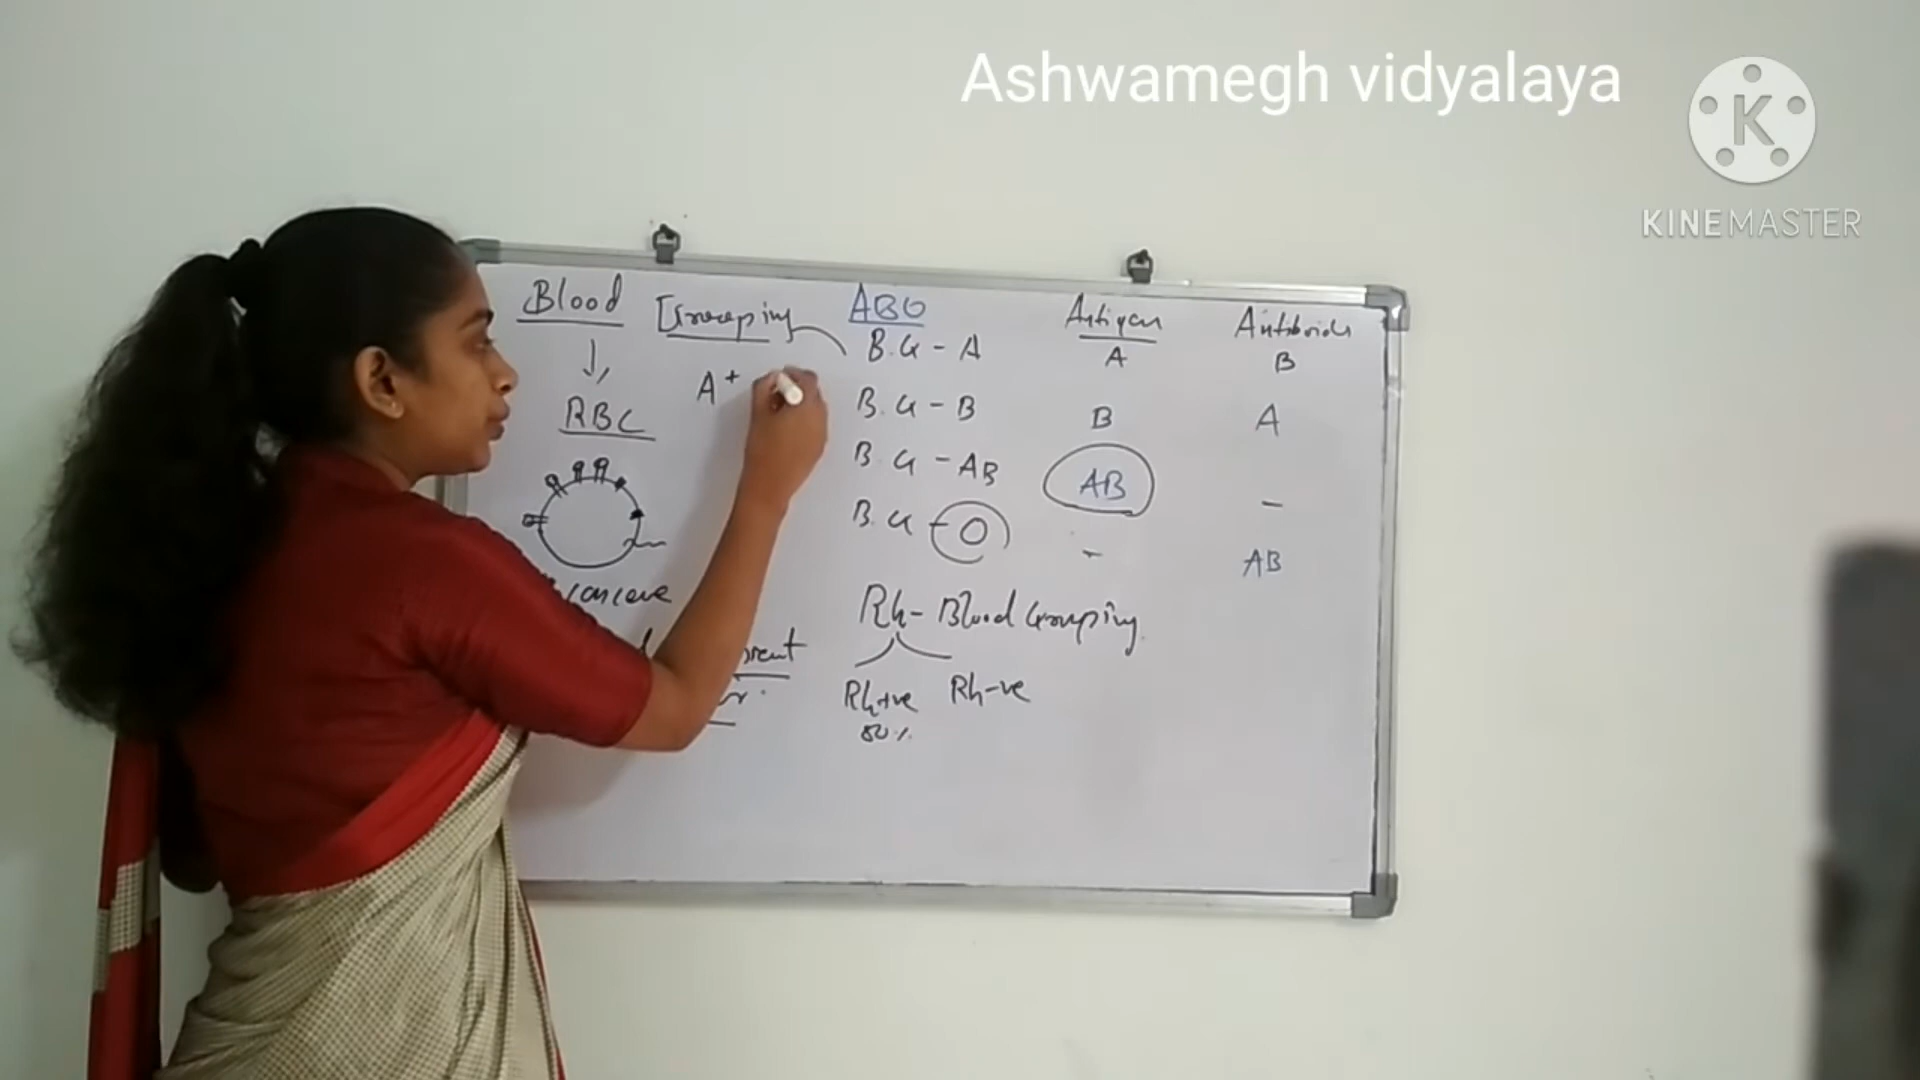 Ashwamegh vidyalaya
K
KINEMASTER
Blood Grouping ABO Antigen Antibodies
B.G - A A B
A+
RBC
B.G - B B A
B.G - AB AB -
B.G - O - AB
concave
Rh - Blood Grouping
Rh+ve Rh-ve
80%